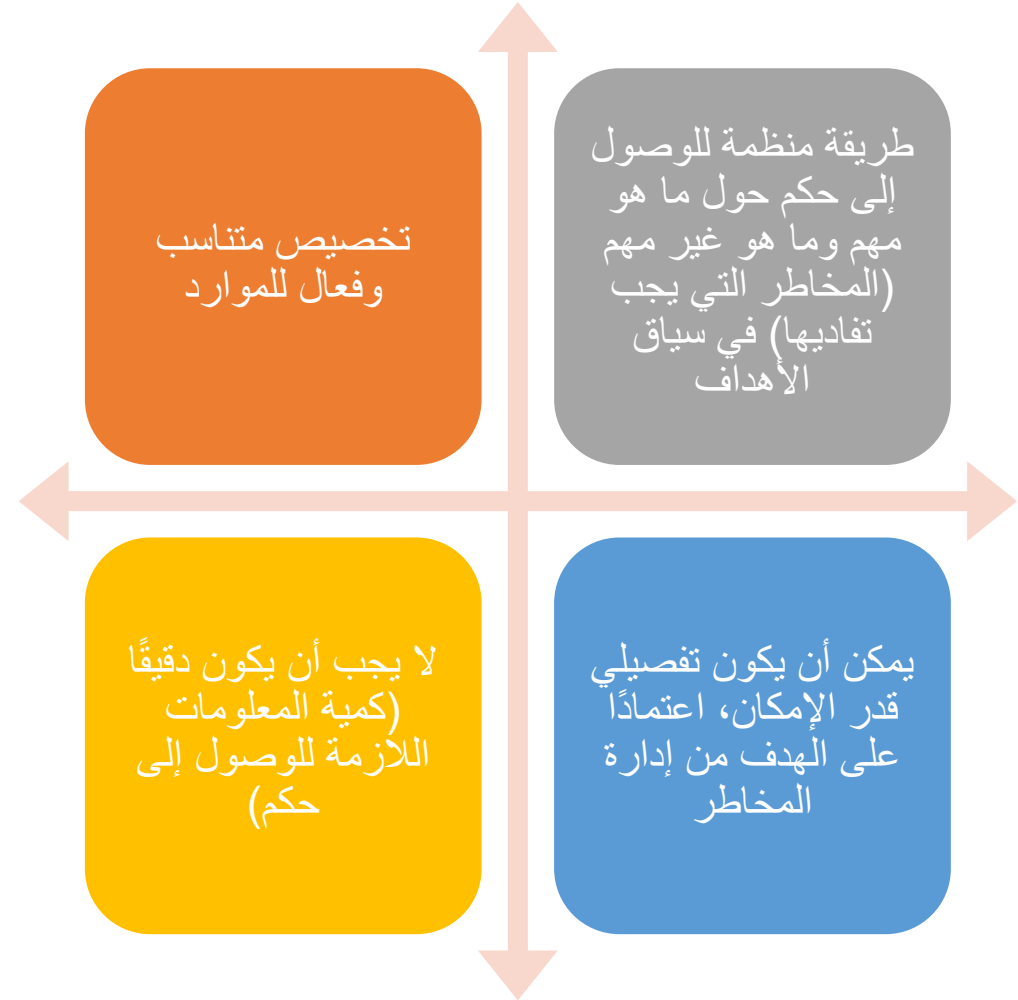 طريقة منظمة للوصول
إلى حكم حول ما هو
مهم وما هو غير مهم
(المخاطر التي يجب
تفاديها) في سياق
الأهداف
تخصيص متناسب
وفعال للموارد
يمكن أن يكون تفصيلي
قدر الإمكان، اعتمادًا
على الهدف من إدارة
المخاطر
لا يجب أن يكون دقيقًا
(كمية المعلومات
اللازمة للوصول إلى
حكم)